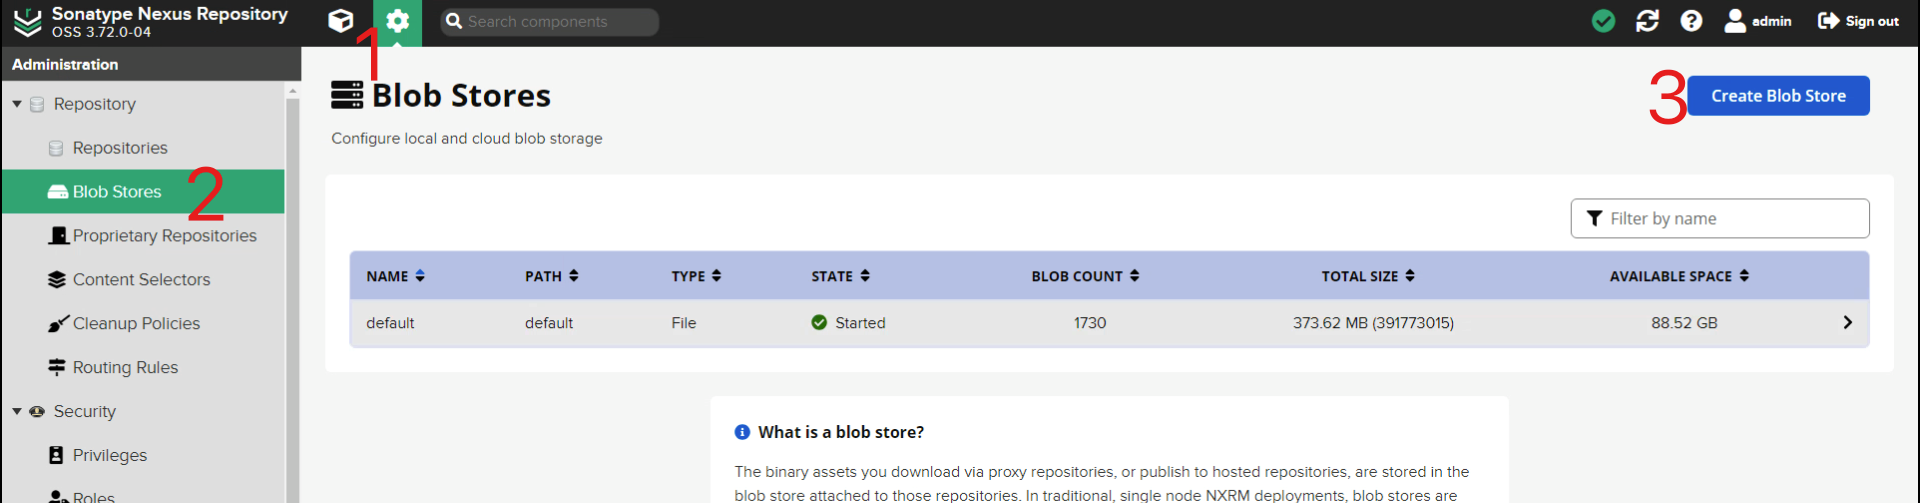 Sonatype Nexus Repository
OSS 3.72.0-04
Search components
admin
Sign out
1
Administration
Repository
Repositories
Blob Stores
2
Proprietary Repositories
Content Selectors
Cleanup Policies
Routing Rules
Security
Privileges
Roles
Blob Stores
Configure local and cloud blob storage
3
Create Blob Store
Filter by name
NAME PATH TYPE STATE BLOB COUNT TOTAL SIZE AVAILABLE SPACE
default default File Started 1730 373.62 MB (391773015) 88.52 GB
What is a blob store?
The binary assets you download via proxy repositories, or publish to hosted repositories, are stored in the
blob store attached to those repositories. In traditional, single node NXRM deployments, blob stores are